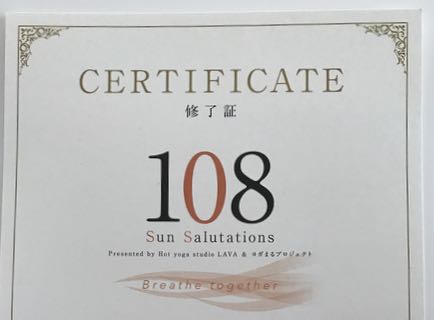 CERTIFICATE
修了証
108
Sun Salutations
Presented by Hot yoga studio LAVA & ヨガまるプロジェクト
Breathe together